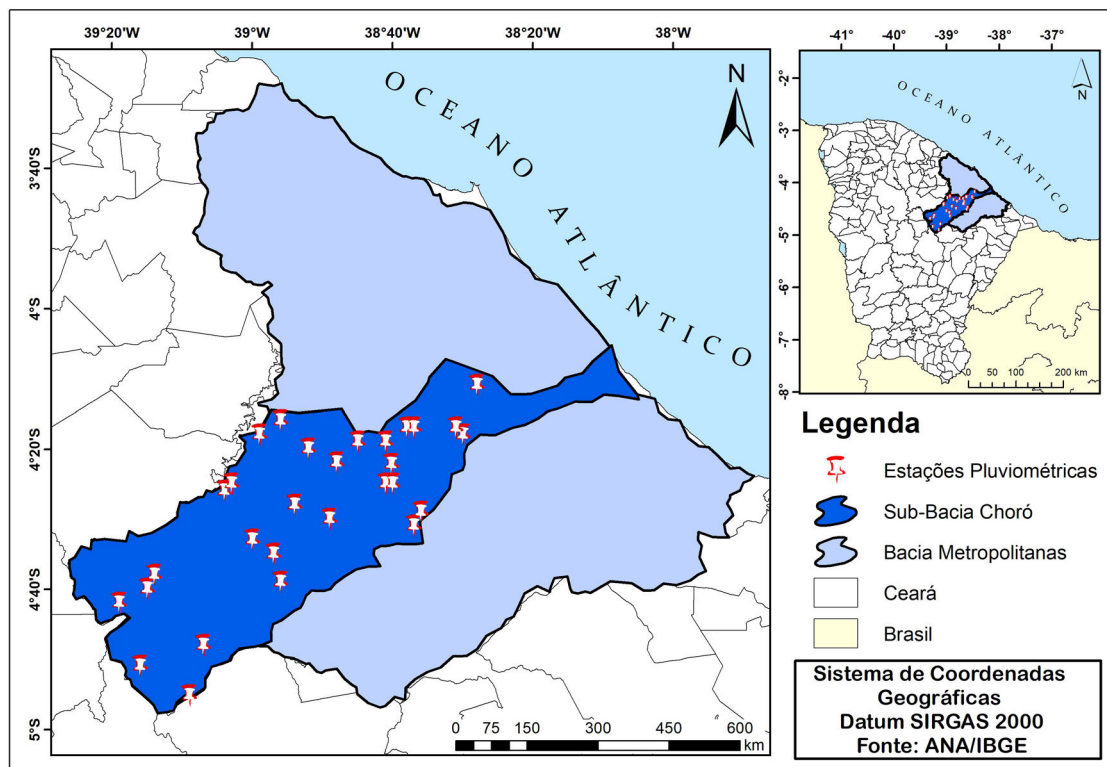 39°20'W
39°W
38°40'W
38°20'W
38°W
3°40'S
4°S
4°20'S
4°40'S
5°S
OCEANO ATLÂNTICO
N
0 75 150 300 450 600
km
-41°
-40°
-39°
-38°
-37°
-2°
-3°
-4°
-5°
-6°
-7°
-8°
OCEANO ATLÂNTICO
N
0 50 100 200 km
Legenda
Estações Pluviométricas
Sub-Bacia Choró
Bacia Metropolitanas
Ceará
Brasil
Sistema de Coordenadas
Geográficas
Datum SIRGAS 2000
Fonte: ANA/IBGE